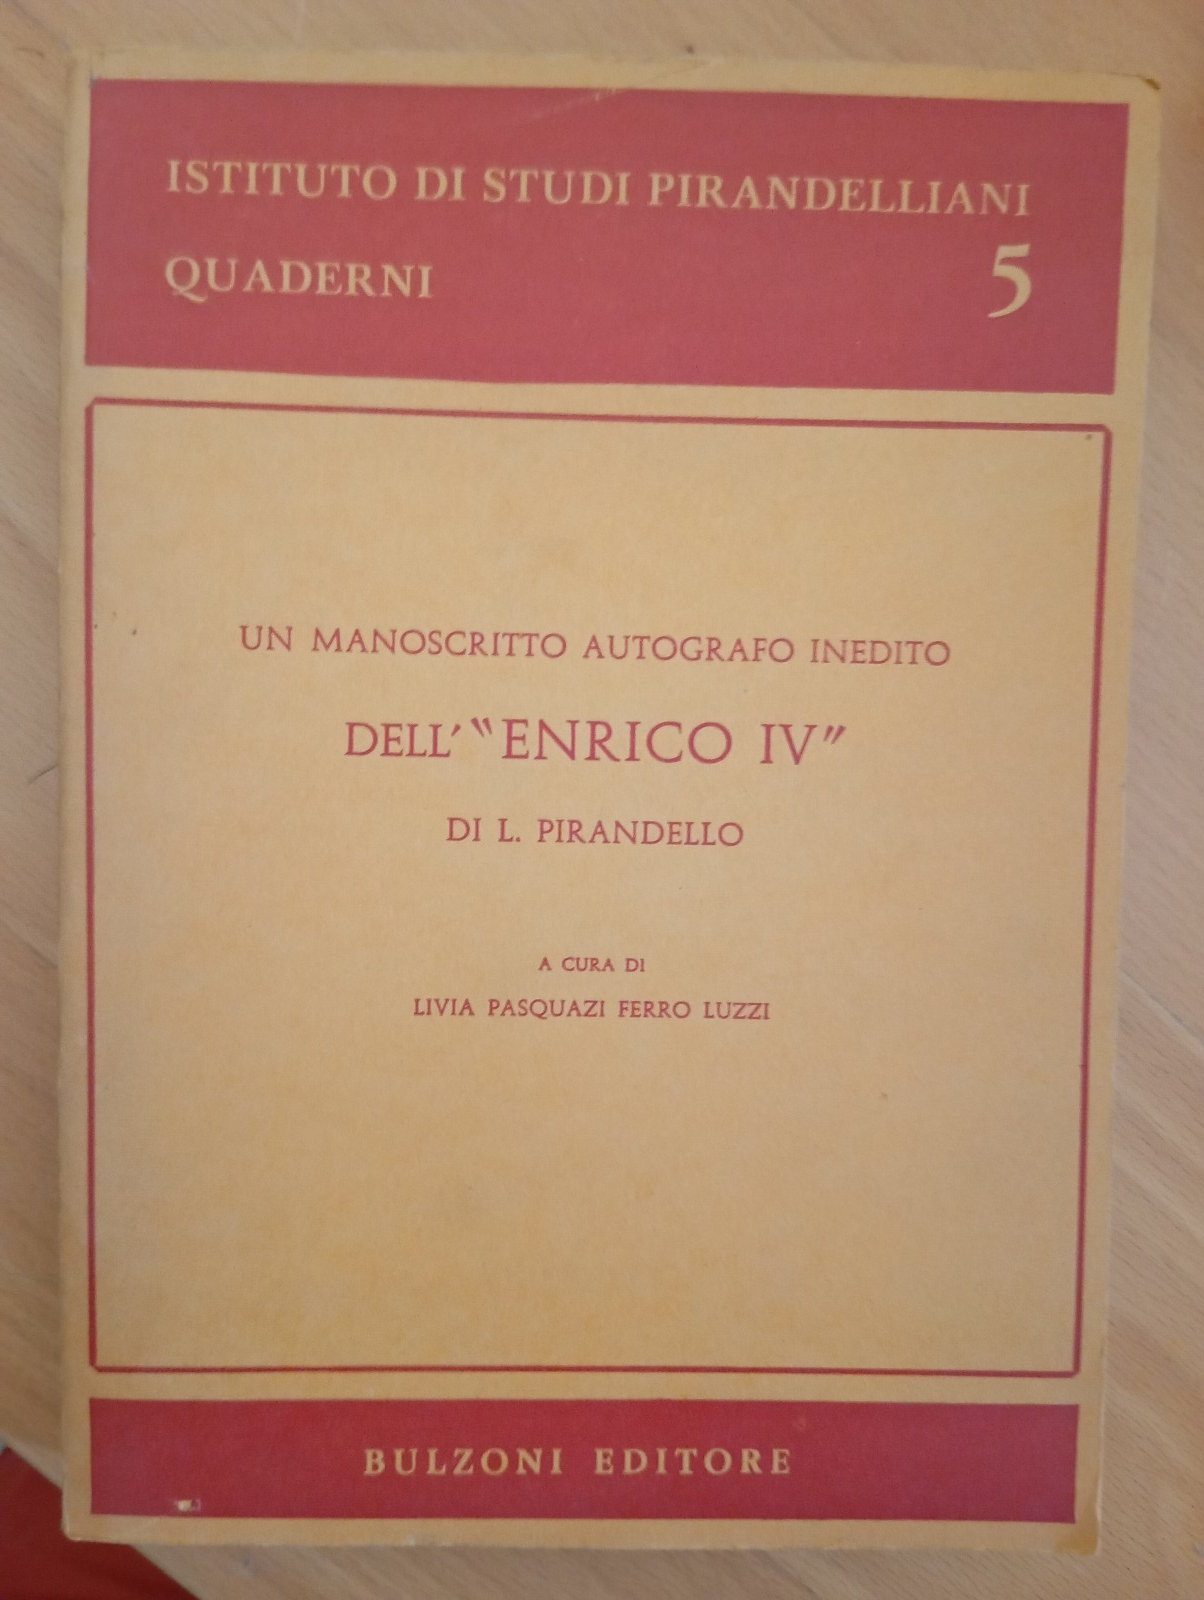 ISTITUTO DI STUDI PIRANDELLIANI
QUADERNI 5
UN MANOSCRITTO AUTOGRAFO INEDITO
DELL'"ENRICO IV"
DI L. PIRANDELLO
A CURA DI
LIVIA PASQUAZI FERRO LUZZI
BULZONI EDITORE